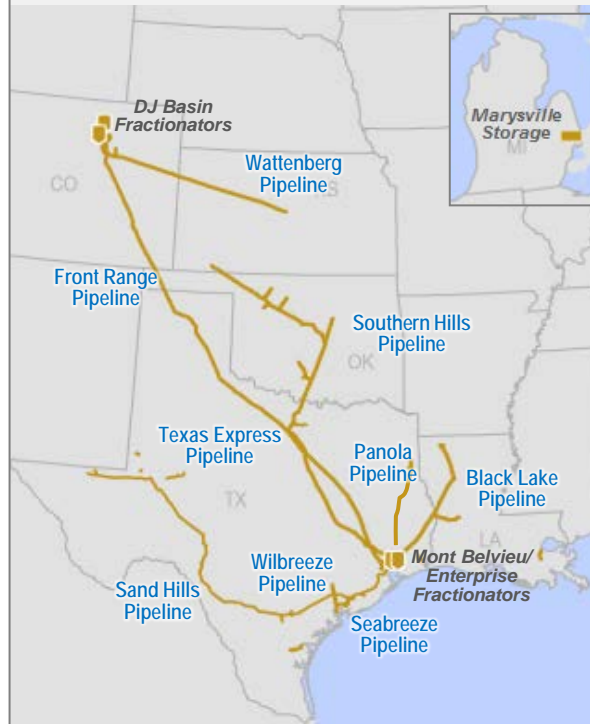 DJ Basin
Fractionators
Marysville
Storage
MI
Wattenberg
Pipeline
KS
CO
Front Range
Pipeline
Southern Hills
Pipeline
OK
Texas Express
Pipeline
Panola
Pipeline
Black Lake
Pipeline
TX
LA
Mont Belvieu/
Enterprise
Fractionators
Wilbreeze
Pipeline
Sand Hills
Pipeline
Seabreeze
Pipeline